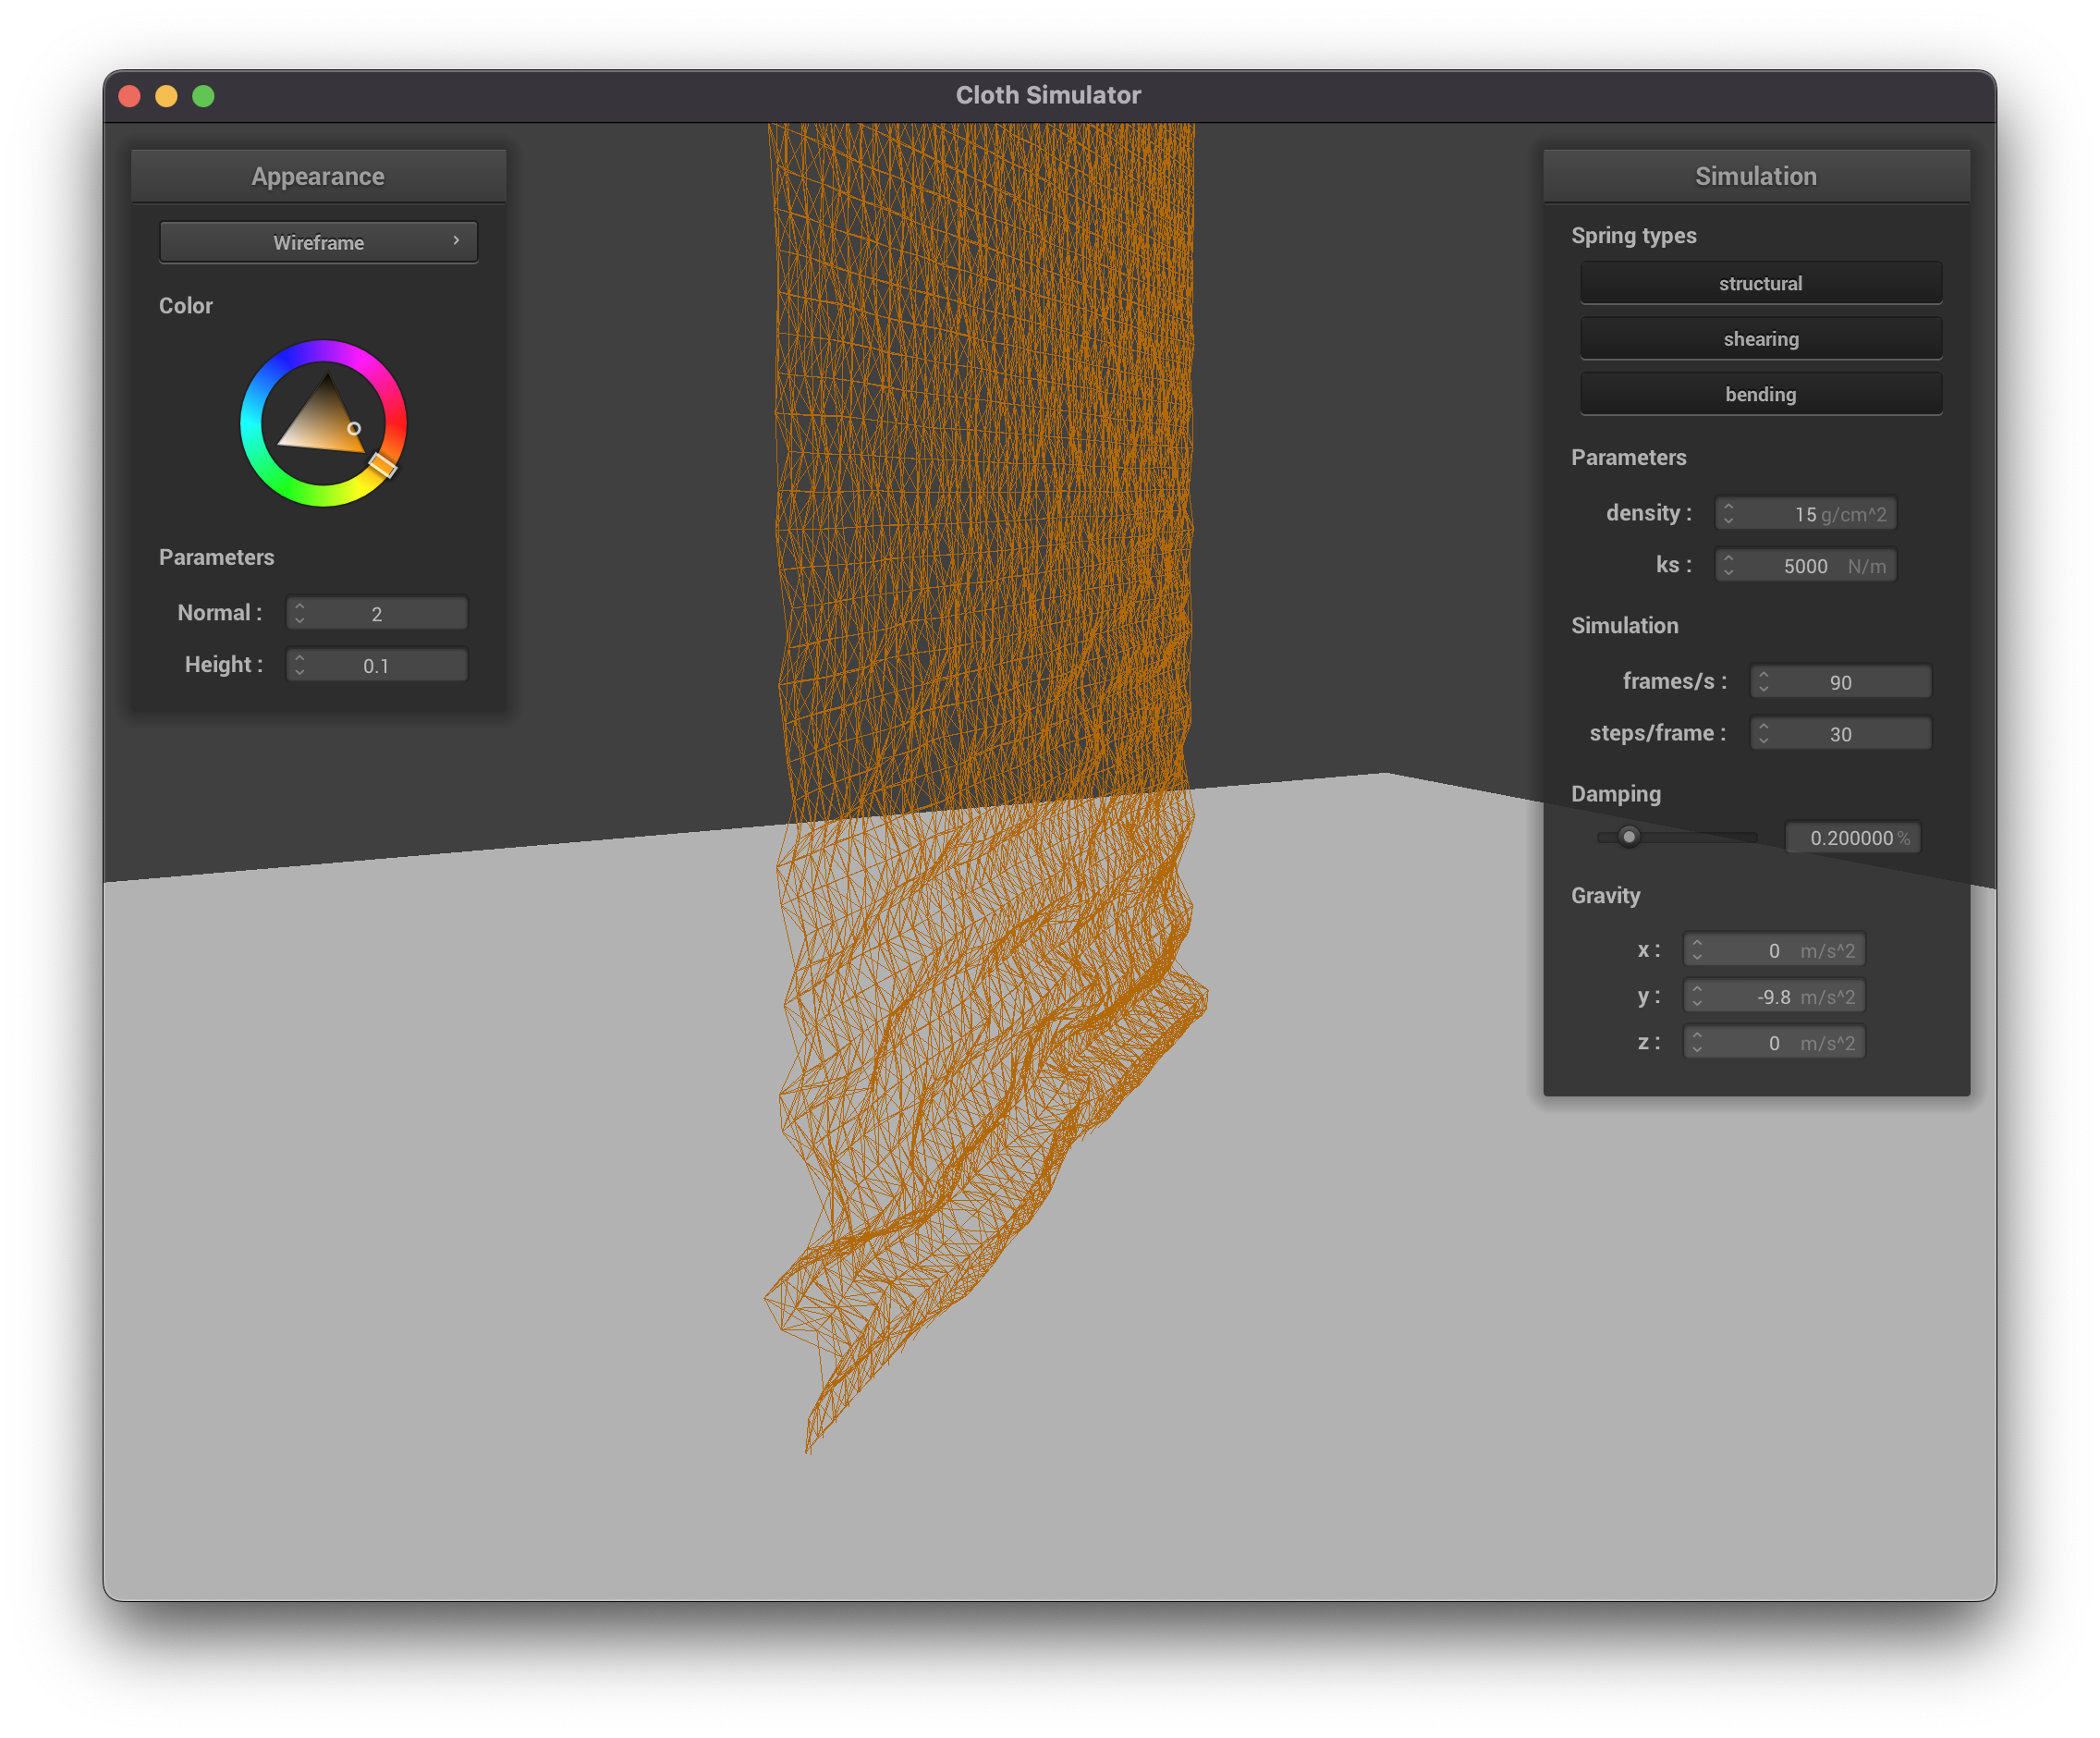 Cloth Simulator
Appearance
Wireframe
Color
Parameters
Normal : 2
Height : 0.1
Simulation
Spring types
structural
shearing
bending
Parameters
density : 15 g/cm^2
ks : 5000 N/m
Simulation
frames/s : 90
steps/frame : 30
Damping
0.200000 %
Gravity
x : 0 m/s^2
y : -9.8 m/s^2
z : 0 m/s^2